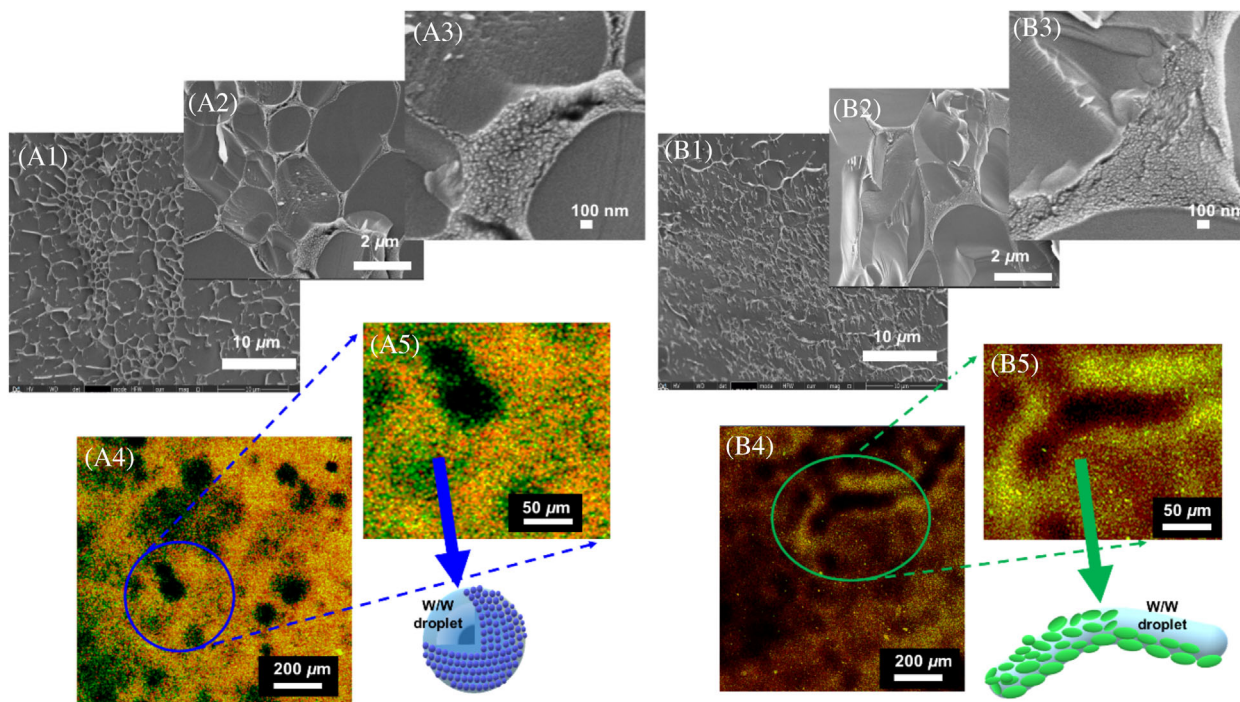 (A1)
10 µm
(A2)
2 µm
(A3)
100 nm
(A4)
200 µm
(A5)
50 µm
W/W
droplet
(B1)
10 µm
(B2)
2 µm
(B3)
100 nm
(B4)
200 µm
(B5)
50 µm
W/W
droplet